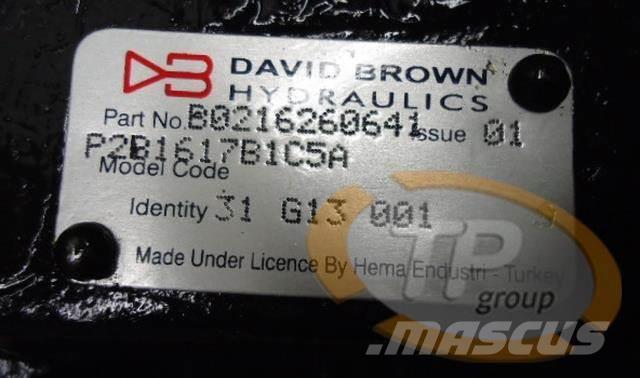 DB DAVID BROWN
HYDRAULICS
Part No. B0216260641 Issue 01
P2B1617B1C5A
Model Code
Identity 31 G13 001
Made Under Licence By Hema Endustri - Turkey
TP
group
.MASCUS